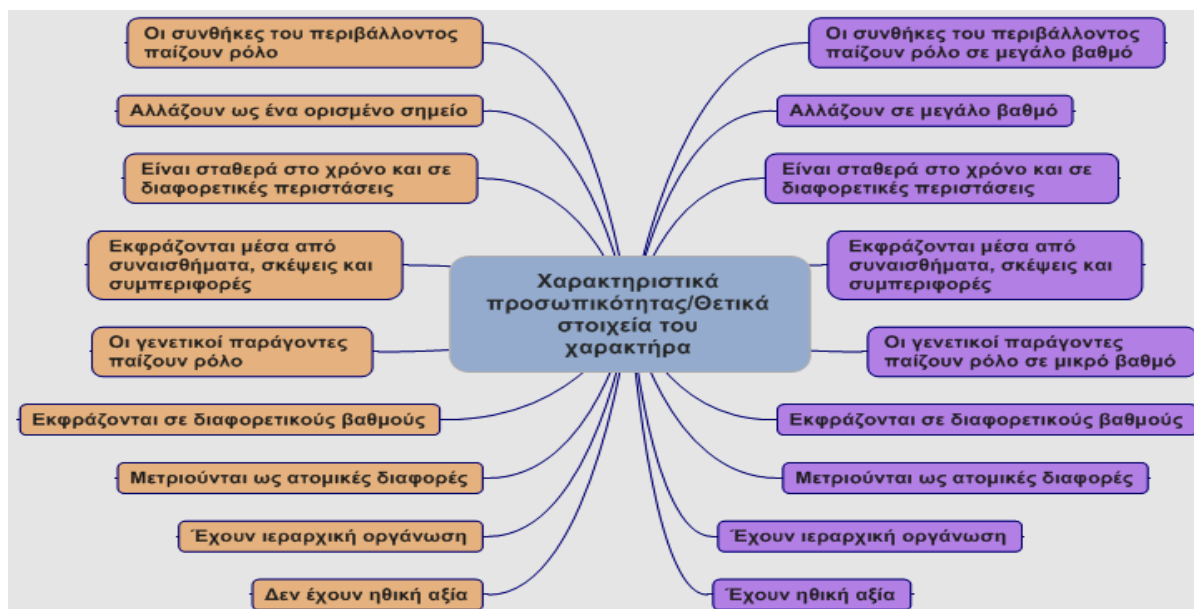 Οι συνθήκες του περιβάλλοντος
παίζουν ρόλο
Αλλάζουν ως ένα ορισμένο σημείο
Είναι σταθερά στο χρόνο και σε
διαφορετικές περιστάσεις
Εκφράζονται μέσα από
συναισθήματα, σκέψεις και
συμπεριφορές
Οι γενετικοί παράγοντες
παίζουν ρόλο
Εκφράζονται σε διαφορετικούς βαθμούς
Μετριούνται ως ατομικές διαφορές
Έχουν ιεραρχική οργάνωση
Δεν έχουν ηθική αξία
Χαρακτηριστικά
προσωπικότητας/Θετικά
στοιχεία του
χαρακτήρα
Οι συνθήκες του περιβάλλοντος
παίζουν ρόλο σε μεγάλο βαθμό
Αλλάζουν σε μεγάλο βαθμό
Είναι σταθερά στο χρόνο και σε
διαφορετικές περιστάσεις
Εκφράζονται μέσα από
συναισθήματα, σκέψεις και
συμπεριφορές
Οι γενετικοί παράγοντες
παίζουν ρόλο σε μικρό βαθμό
Εκφράζονται σε διαφορετικούς βαθμούς
Μετριούνται ως ατομικές διαφορές
Έχουν ιεραρχική οργάνωση
Έχουν ηθική αξία